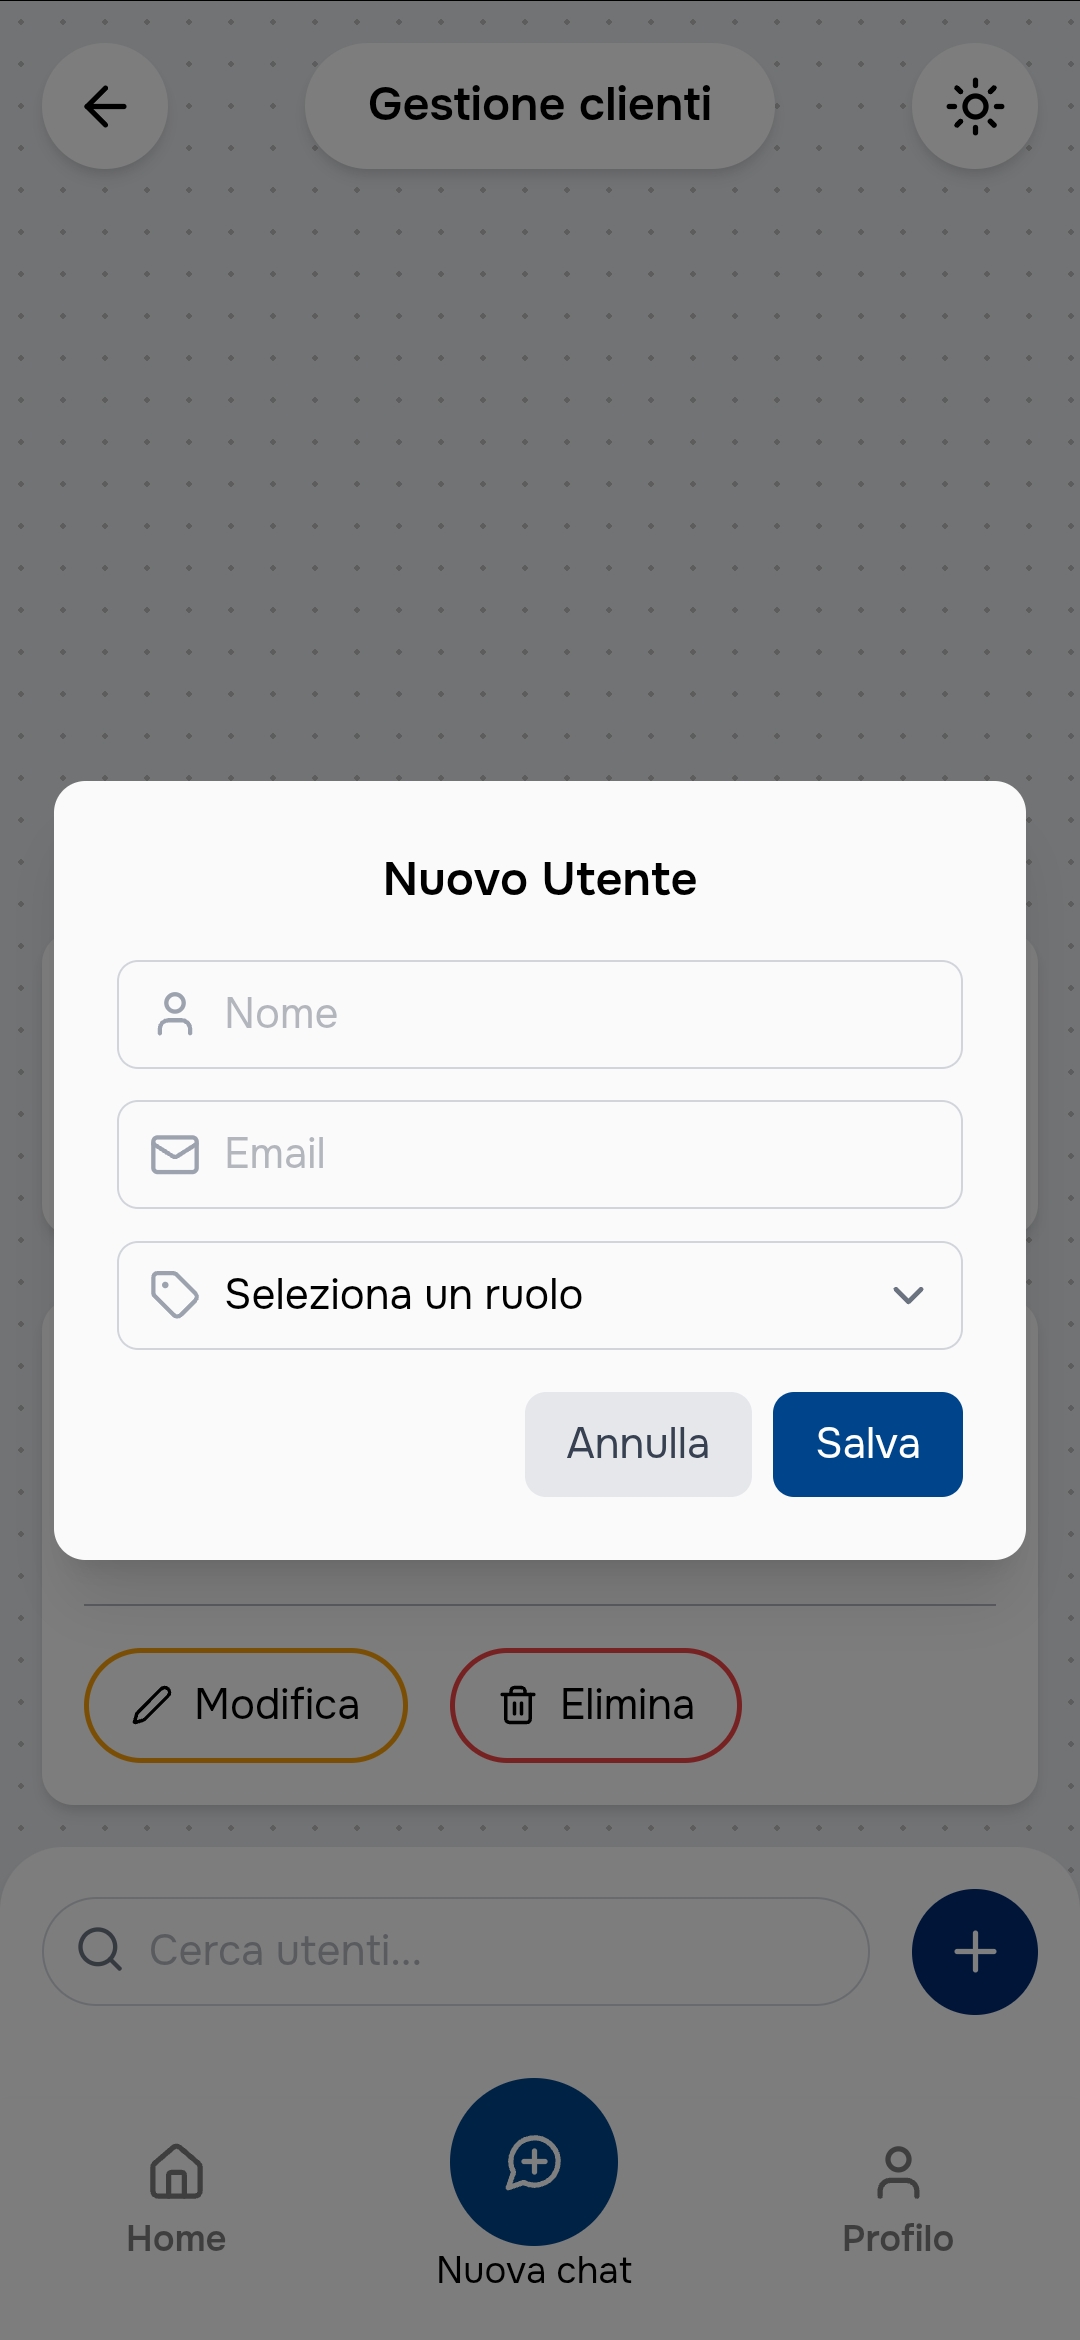 Gestione clienti
Nuovo Utente
Nome
Email
Seleziona un ruolo
Annulla Salva
Modifica Elimina
Cerca utenti...
Home
Nuova chat
Profilo